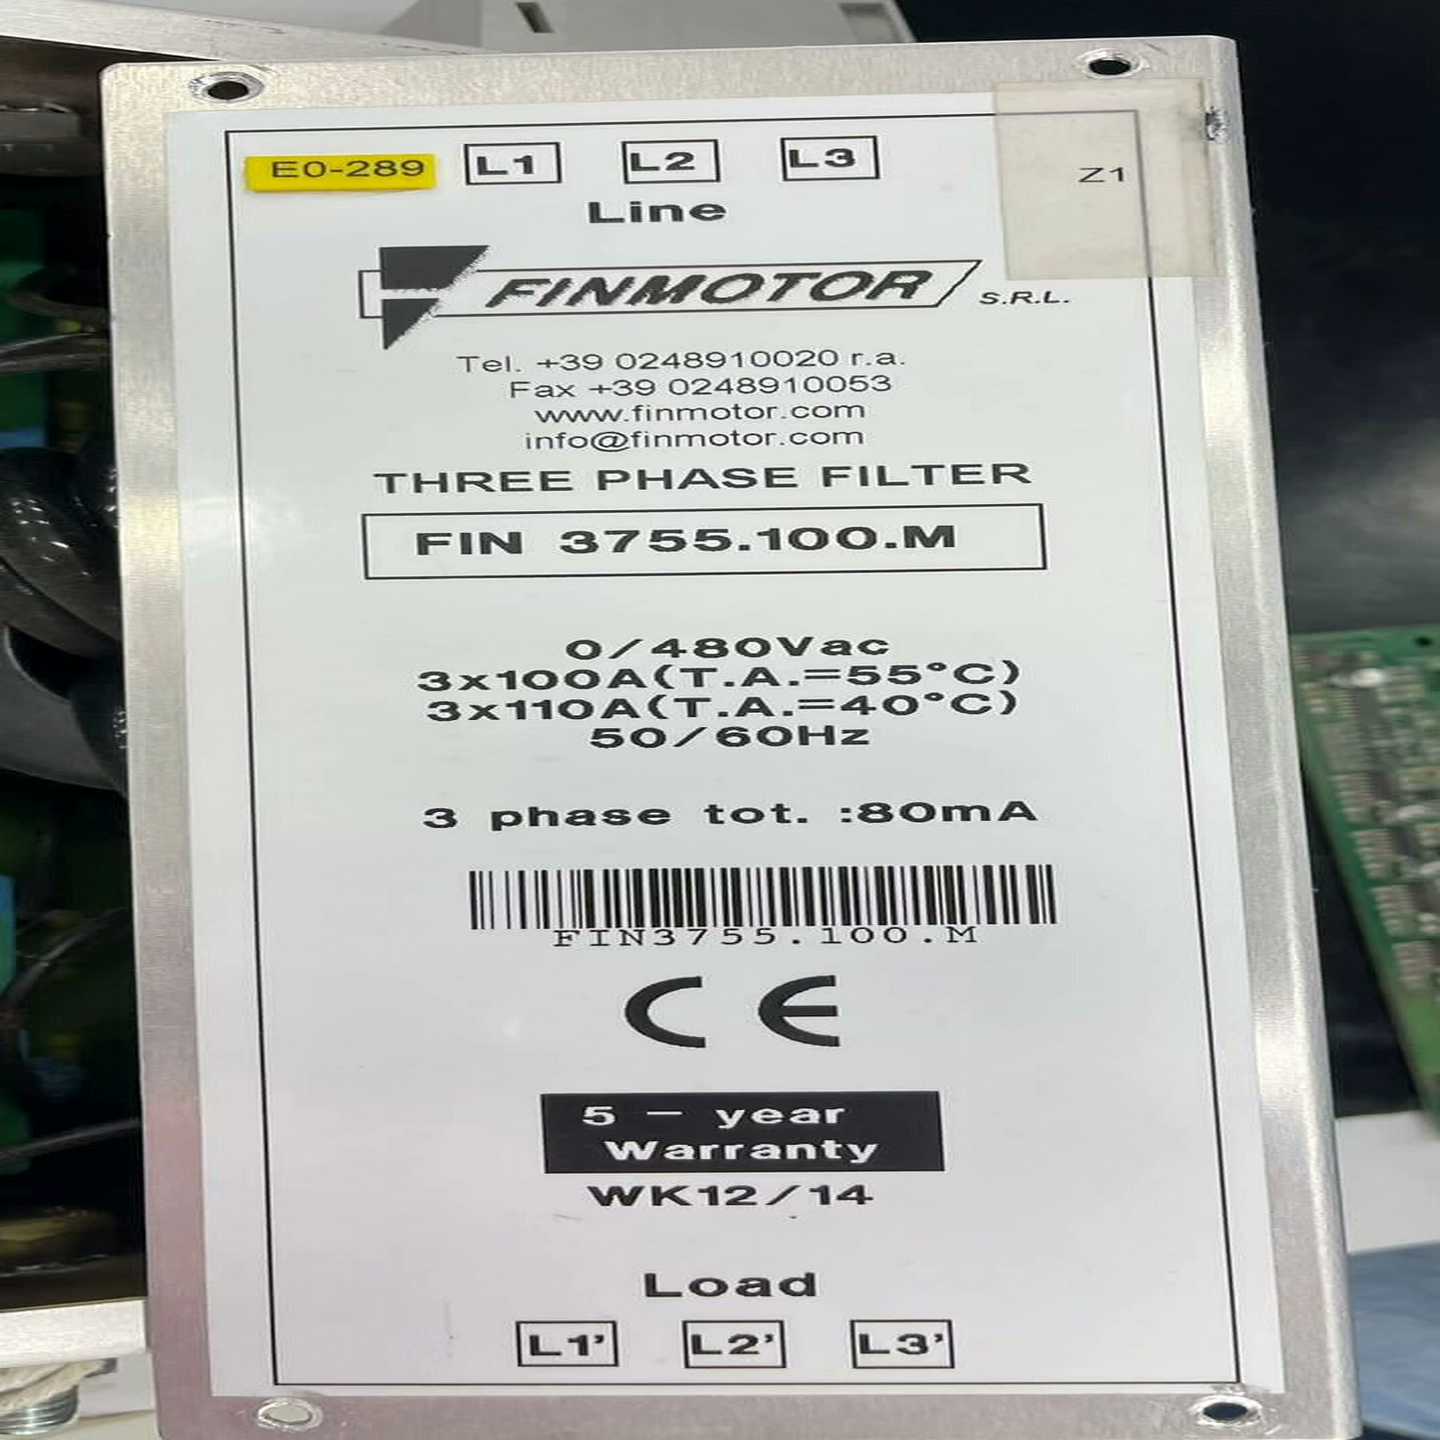 E0-289 L1 L2 L3 Z1
Line
FINMOTOR S.R.L.
Tel. +39 0248910020 r.a.
Fax +39 0248910053
www.finmotor.com
info@finmotor.com
THREE PHASE FILTER
FIN 3755.100.M
0/480Vac
3x100A(T.A.=55°C)
3x110A(T.A.=40°C)
50/60Hz
3 phase tot. :80mA
FIN3755.100.M
CE
5 - year
Warranty
WK12/14
Load
L1' L2' L3'